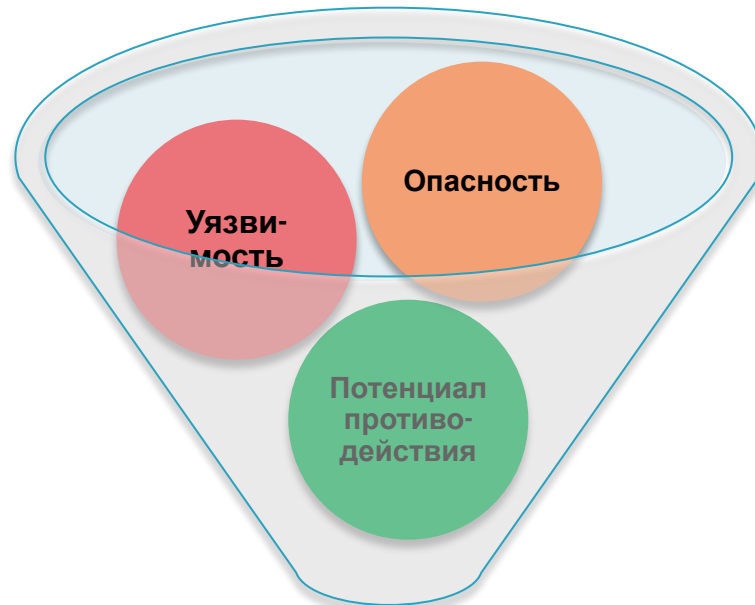 Опасность
Уязви-
мость
Потенциал
противо-
действия